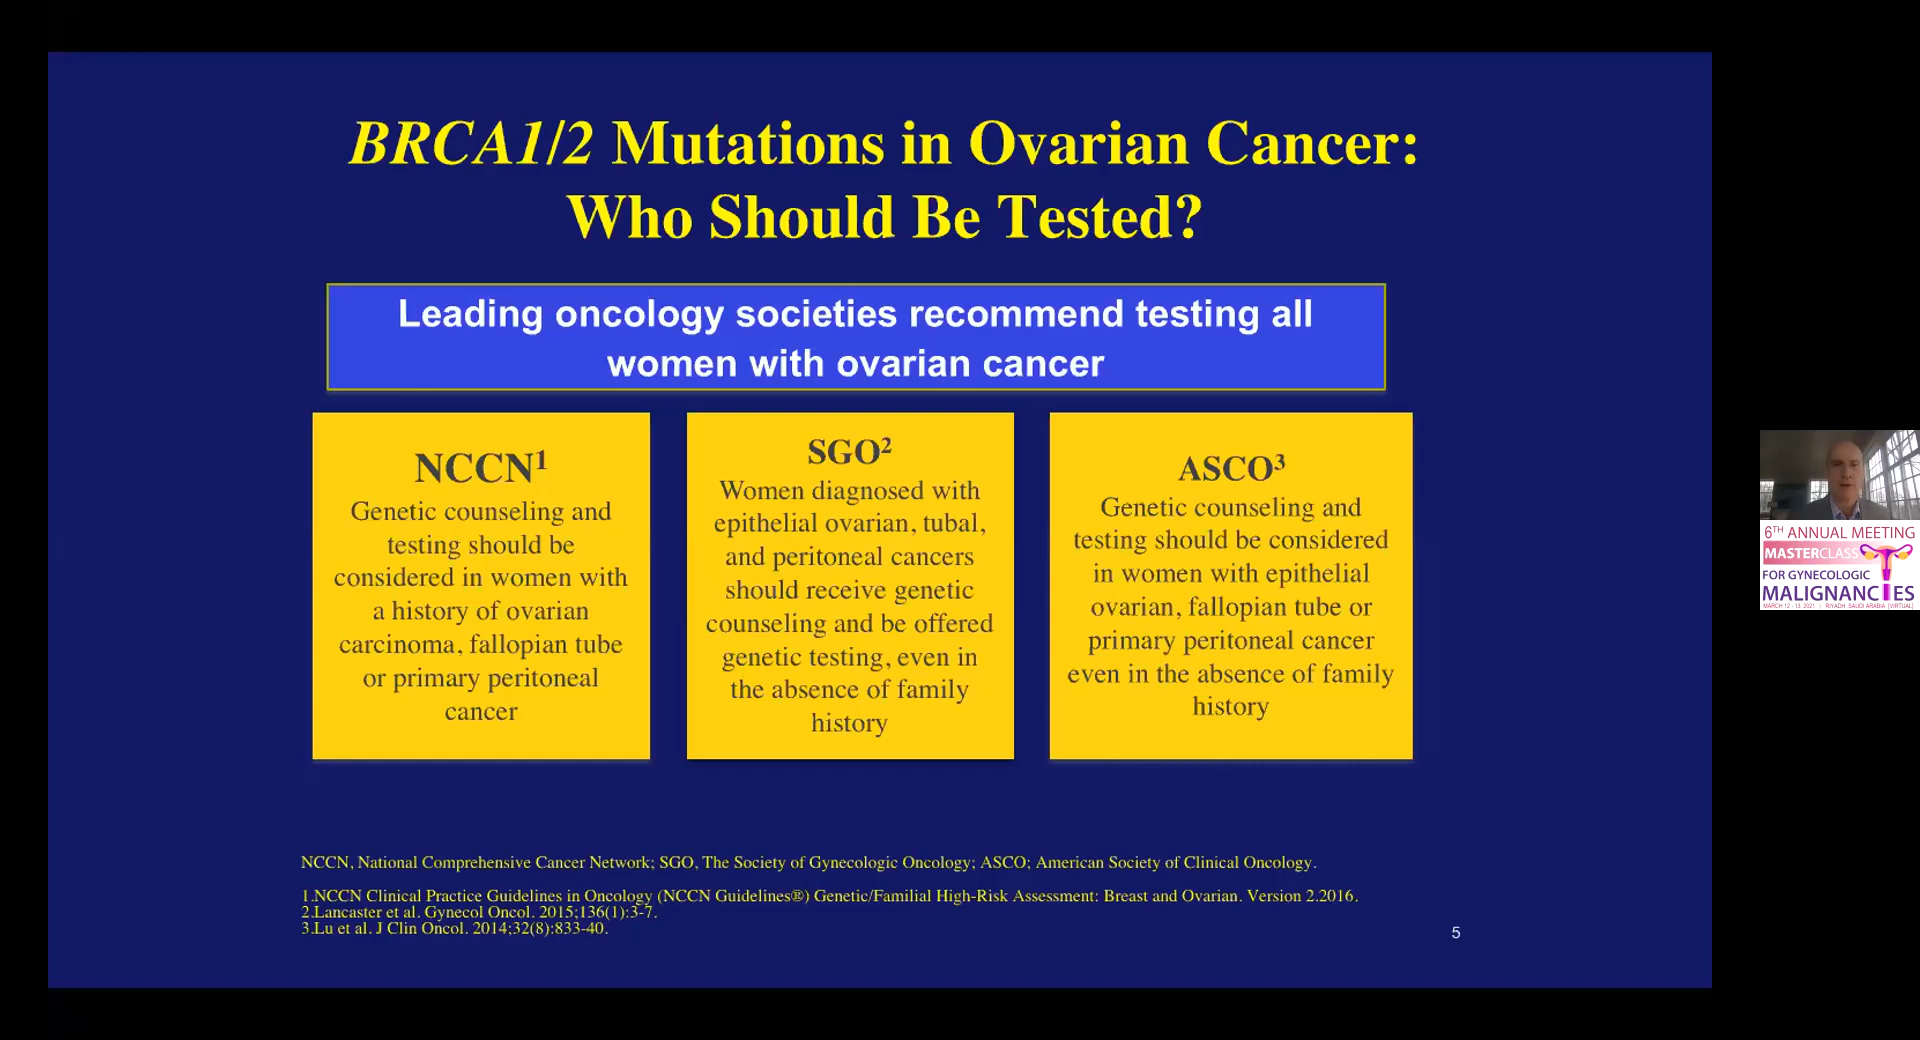 BRCA1/2 Mutations in Ovarian Cancer:
Who Should Be Tested?
Leading oncology societies recommend testing all
women with ovarian cancer
NCCN1
Genetic counseling and
testing should be
considered in women with
a history of ovarian
carcinoma, fallopian tube
or primary peritoneal
cancer
SGO2
Women diagnosed with
epithelial ovarian, tubal,
and peritoneal cancers
should receive genetic
counseling and be offered
genetic testing, even in
the absence of family
history
ASCO3
Genetic counseling and
testing should be considered
in women with epithelial
ovarian, fallopian tube or
primary peritoneal cancer
even in the absence of family
history
NCCN, National Comprehensive Cancer Network; SGO, The Society of Gynecologic Oncology; ASCO; American Society of Clinical Oncology.
1.NCCN Clinical Practice Guidelines in Oncology (NCCN Guidelines®) Genetic/Familial High-Risk Assessment: Breast and Ovarian. Version 2.2016.
2.Lancaster et al. Gynecol Oncol. 2015;136(1):3-7.
3.Lu et al. J Clin Oncol. 2014;32(8):833-40.
5
6TH ANNUAL MEETING
MASTERCLASS
FOR GYNECOLOGIC
MALIGNANCIES
MARCH 12 - 13 2021 | RIYADH SAUDI ARABIA (VIRTUAL)